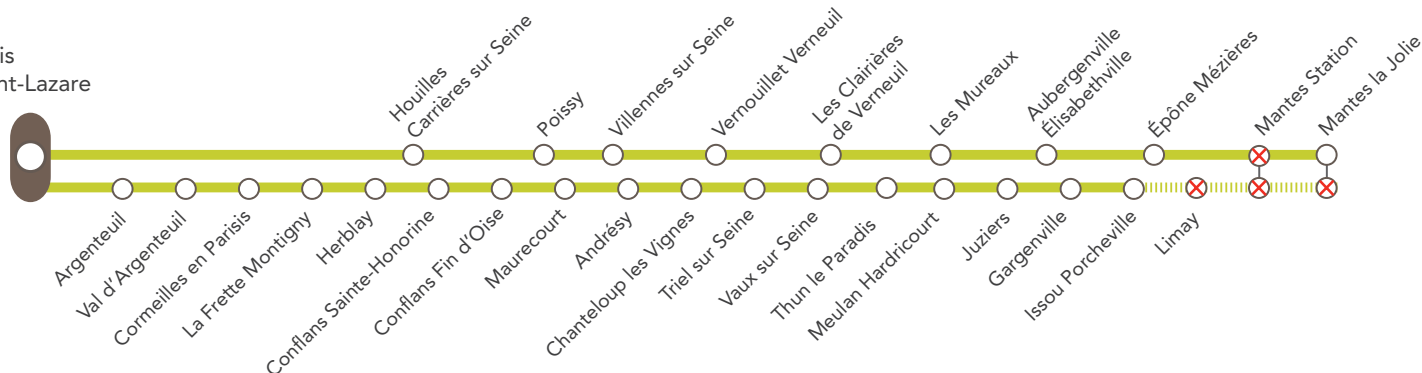 nt-Lazare
Houilles
Carrières sur Seine
Poissy
Villennes sur Seine
Vernouillet Verneuil
Les Clairières
de Verneuil
Les Mureaux
Aubergenville
Élisabethville
Épône Mézières
Mantes Station
Mantes la Jolie
Argenteuil
Val d'Argenteuil
Cormeilles en Parisis
La Frette Montigny
Herblay
Conflans Sainte-Honorine
Conflans Fin d'Oise
Maurecourt
Andrésy
Chanteloup les Vignes
Triel sur Seine
Vaux sur Seine
Thun le Paradis
Meulan Hardricourt
Juziers
Gargenville
Issou Porcheville
Limay